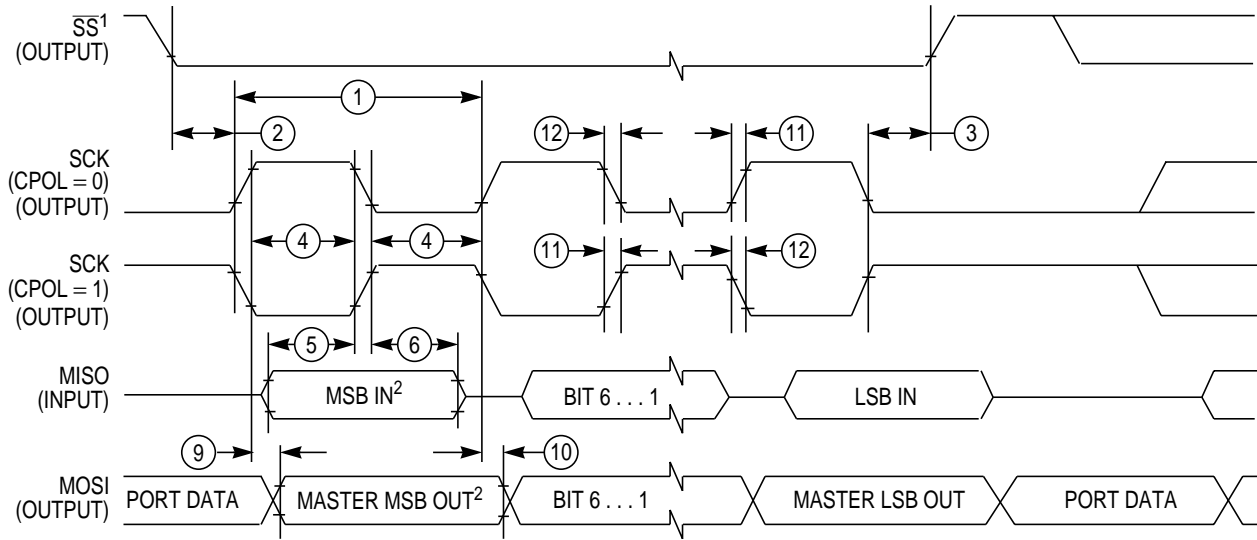 SS¹
(OUTPUT)
1
2
12
11
3
SCK
(CPOL = 0)
(OUTPUT)
4
4
SCK
(CPOL = 1)
(OUTPUT)
11
12
5
6
MISO
(INPUT)
MSB IN²
BIT 6 . . . 1
LSB IN
9
10
MOSI
(OUTPUT)
PORT DATA
MASTER MSB OUT²
BIT 6 . . . 1
MASTER LSB OUT
PORT DATA